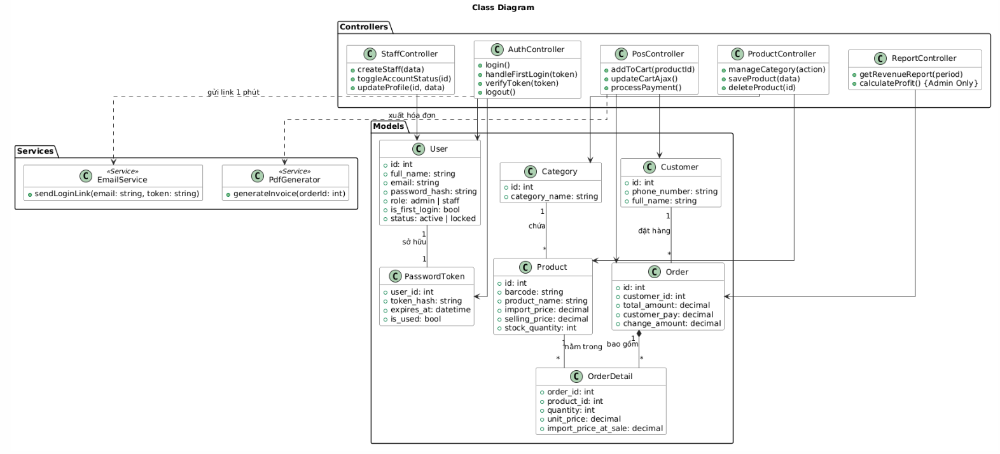 Class Diagram
Controllers
C StaffController
createStaff(data)
toggleAccountStatus(id)
updateProfile(id, data)
C AuthController
login()
handleFirstLogin(token)
verifyToken(token)
logout()
C PosController
addToCart(productId)
updateCartAjax()
processPayment()
C ProductController
manageCategory(action)
saveProduct(data)
deleteProduct(id)
C ReportController
getRevenueReport(period)
calculateProfit() {Admin Only}
gửi link 1 phút
xuất hóa đơn
Services
C «Service»
EmailService
sendLoginLink(email: string, token: string)
C «Service»
PdfGenerator
generateInvoice(orderId: int)
Models
C User
id: int
full_name: string
email: string
password_hash: string
role: admin | staff
is_first_login: bool
status: active | locked
C Category
id: int
category_name: string
C Customer
id: int
phone_number: string
full_name: string
1
sở hữu
1
1
chứa
*
1
đặt hàng
*
C PasswordToken
user_id: int
token_hash: string
expires_at: datetime
is_used: bool
C Product
id: int
barcode: string
product_name: string
import_price: decimal
selling_price: decimal
stock_quantity: int
C Order
id: int
customer_id: int
total_amount: decimal
customer_pay: decimal
change_amount: decimal
1
nằm trong
*
1
bao gồm
*
C OrderDetail
order_id: int
product_id: int
quantity: int
unit_price: decimal
import_price_at_sale: decimal